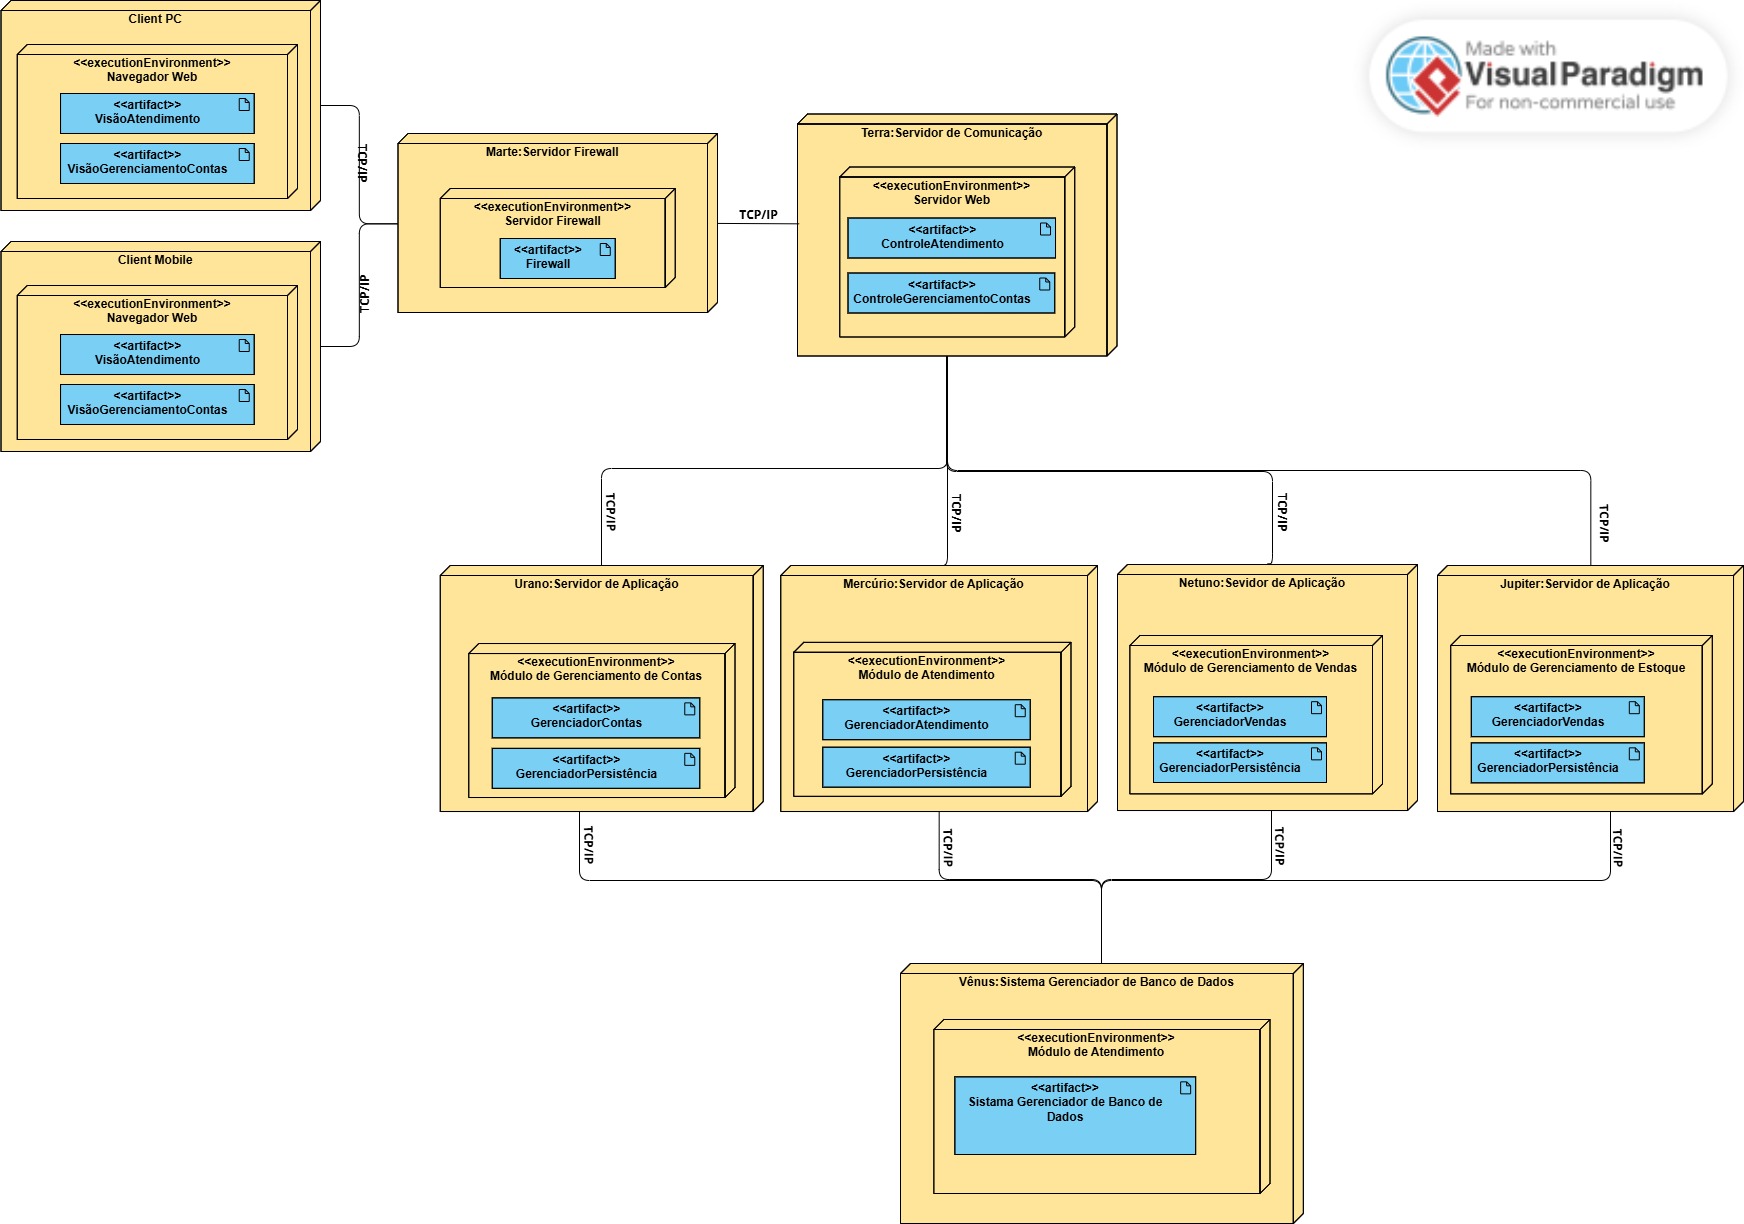 Client PC
<<executionEnvironment>>
Navegador Web
<<artifact>>
VisãoAtendimento
<<artifact>>
VisãoGerenciamentoContas
TCP/IP
Client Mobile
<<executionEnvironment>>
Navegador Web
<<artifact>>
VisãoAtendimento
<<artifact>>
VisãoGerenciamentoContas
TCP/IP
Marte:Servidor Firewall
<<executionEnvironment>>
Servidor Firewall
<<artifact>>
Firewall
TCP/IP
Terra:Servidor de Comunicação
<<executionEnvironment>>
Servidor Web
<<artifact>>
ControleAtendimento
<<artifact>>
ControleGerenciamentoContas
Made with
Visual Paradigm
For non-commercial use
TCP/IP
TCP/IP
TCP/IP
TCP/IP
Urano:Servidor de Aplicação
<<executionEnvironment>>
Módulo de Gerenciamento de Contas
<<artifact>>
GerenciadorContas
<<artifact>>
GerenciadorPersistência
Mercúrio:Servidor de Aplicação
<<executionEnvironment>>
Módulo de Atendimento
<<artifact>>
GerenciadorAtendimento
<<artifact>>
GerenciadorPersistência
Netuno:Sevidor de Aplicação
<<executionEnvironment>>
Módulo de Gerenciamento de Vendas
<<artifact>>
GerenciadorVendas
<<artifact>>
GerenciadorPersistência
Jupiter:Servidor de Aplicação
<<executionEnvironment>>
Módulo de Gerenciamento de Estoque
<<artifact>>
GerenciadorVendas
<<artifact>>
GerenciadorPersistência
TCP/IP
TCP/IP
TCP/IP
TCP/IP
Vênus:Sistema Gerenciador de Banco de Dados
<<executionEnvironment>>
Módulo de Atendimento
<<artifact>>
Sistama Gerenciador de Banco de
Dados